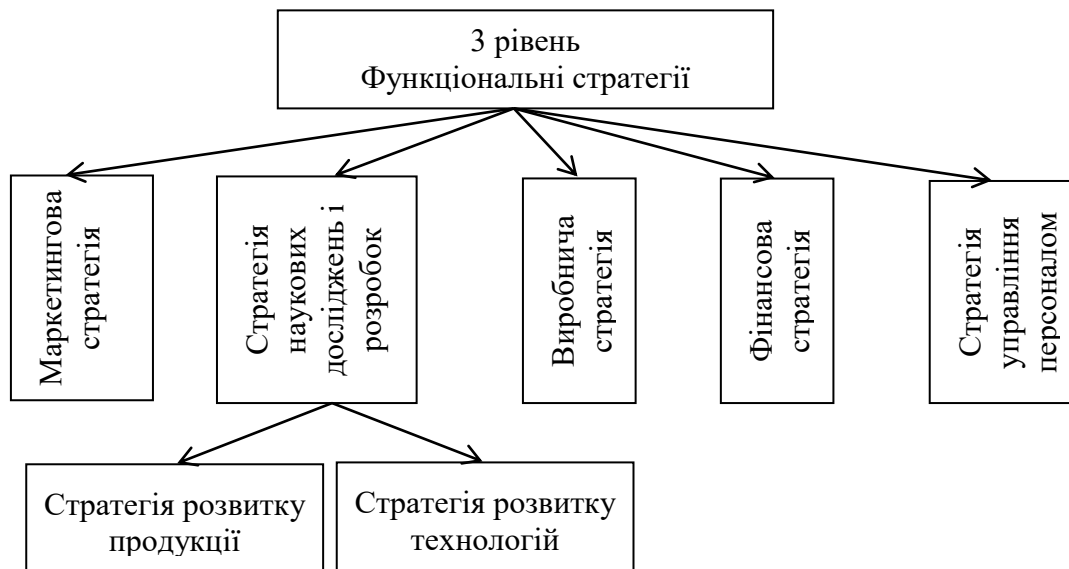 3 рівень
Функціональні стратегії
Маркетингова
стратегія
Стратегія
наукових
досліджень і
розробок
Виробнича
стратегія
Фінансова
стратегія
Стратегія
управління
персоналом
Стратегія розвитку
продукції
Стратегія розвитку
технологій